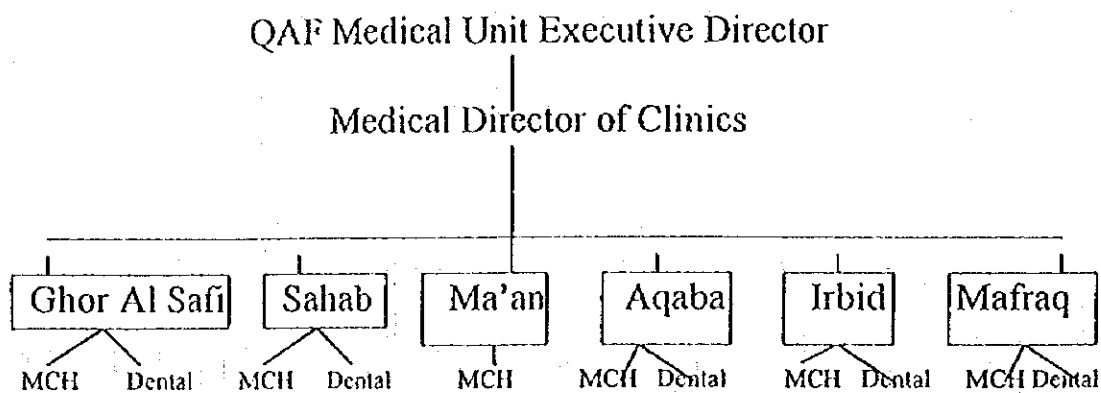 QAF Medical Unit Executive Director
Medical Director of Clinics
Ghor Al Safi Sahab Ma'an Aqaba Irbid Mafraq
MCH Dental MCH Dental MCH MCH Dental MCH Dental MCH Dental